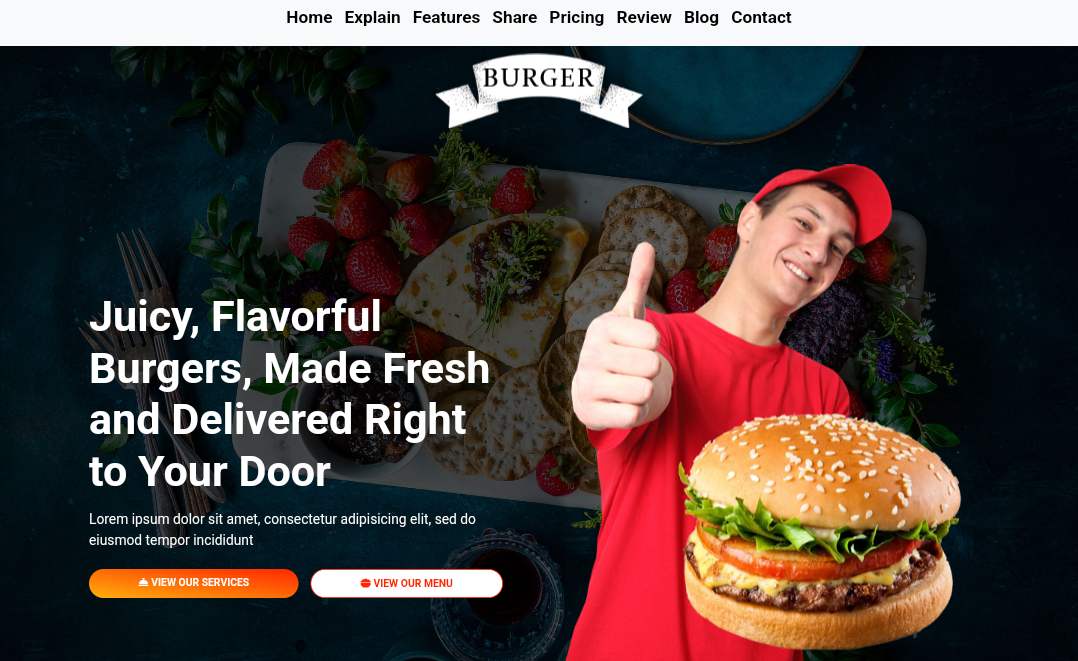 Home Explain Features Share Pricing Review Blog Contact
BURGER
Juicy, Flavorful
Burgers, Made Fresh
and Delivered Right
to Your Door
Lorem ipsum dolor sit amet, consectetur adipisicing elit, sed do
eiusmod tempor incididunt
VIEW OUR SERVICES VIEW OUR MENU